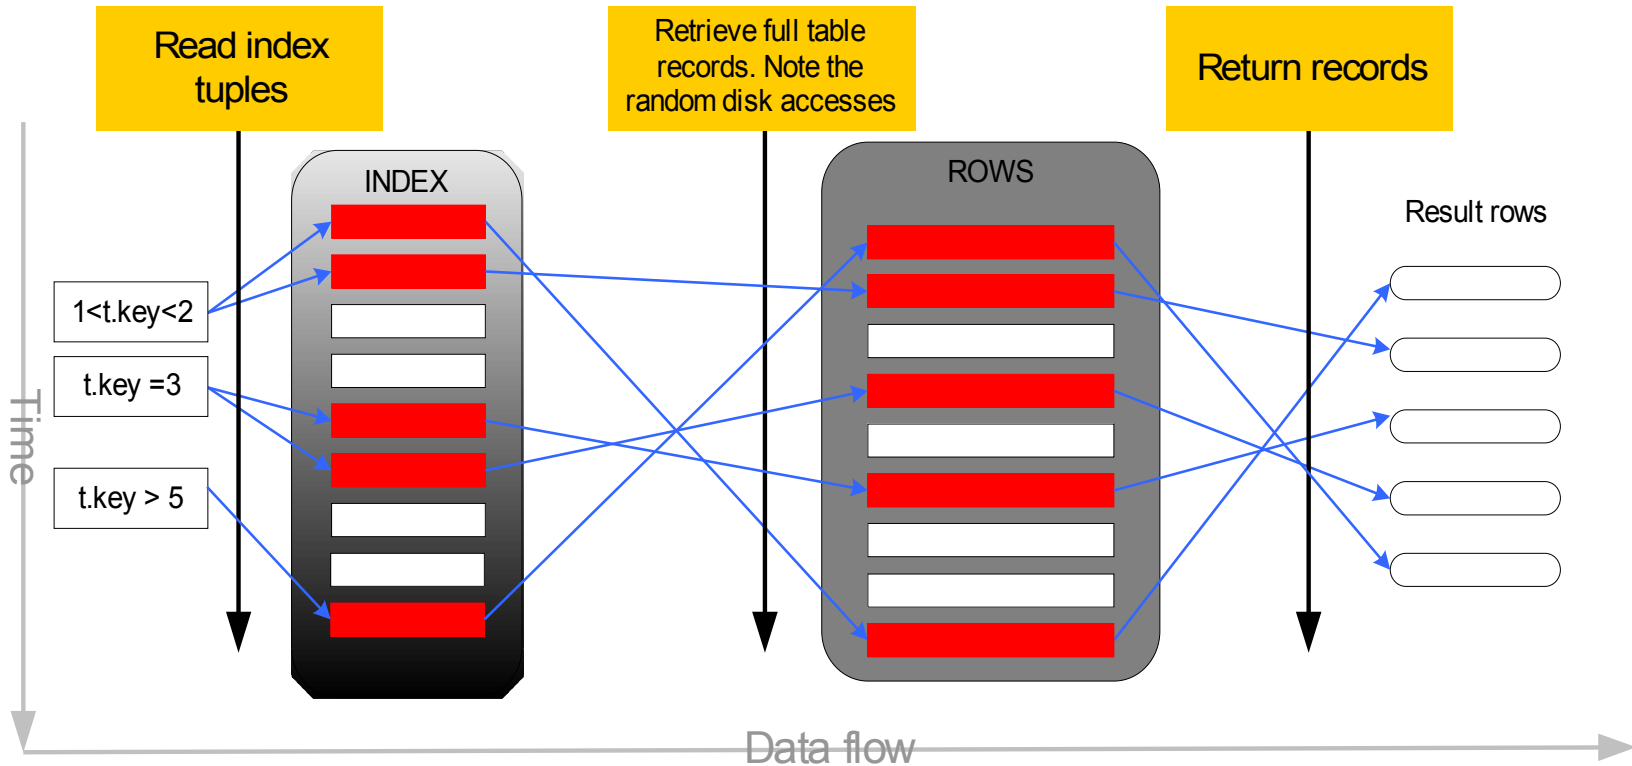 Read index
tuples
Retrieve full table
records. Note the
random disk accesses
Return records
INDEX
ROWS
Result rows
1<t.key<2
t.key =3
t.key > 5
Time
Data flow